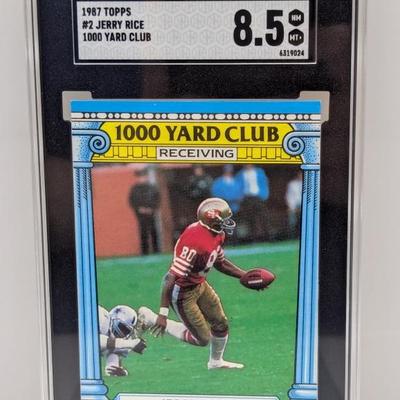 1987 TOPPS
#2 JERRY RICE
1000 YARD CLUB
8.5
NM
MT+
6319024
1000 YARD CLUB
RECEIVING
80